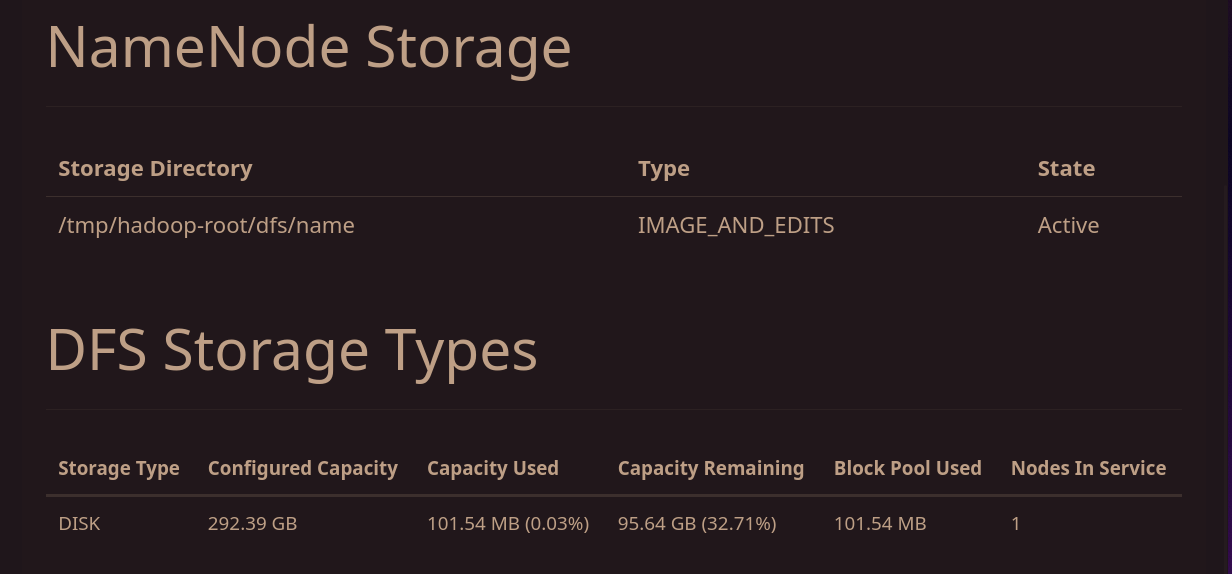 NameNode Storage
Storage Directory Type State
/tmp/hadoop-root/dfs/name IMAGE_AND_EDITS Active
DFS Storage Types
Storage Type Configured Capacity Capacity Used Capacity Remaining Block Pool Used Nodes In Service
DISK 292.39 GB 101.54 MB (0.03%) 95.64 GB (32.71%) 101.54 MB 1